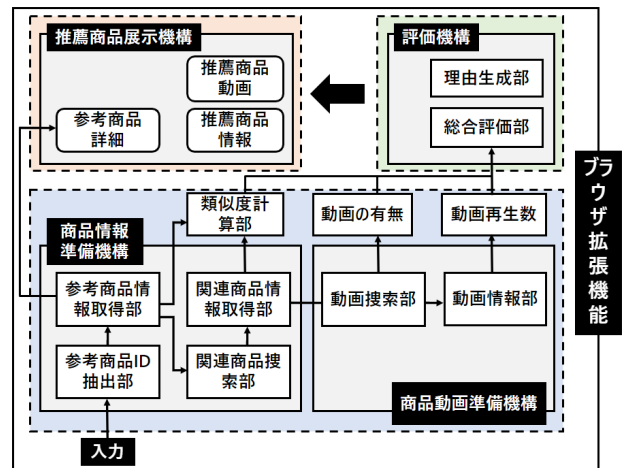 推薦商品展示機構
推薦商品
動画
参考商品
詳細
推薦商品
情報
評価機構
理由生成部
総合評価部
ブラウザ拡張機能
類似度計
算部
動画の有無
動画再生数
商品情報
準備機構
参考商品情
報取得部
関連商品情
報取得部
動画捜索部
動画情報部
参考商品ID
抽出部
関連商品捜
索部
商品動画準備機構
入力